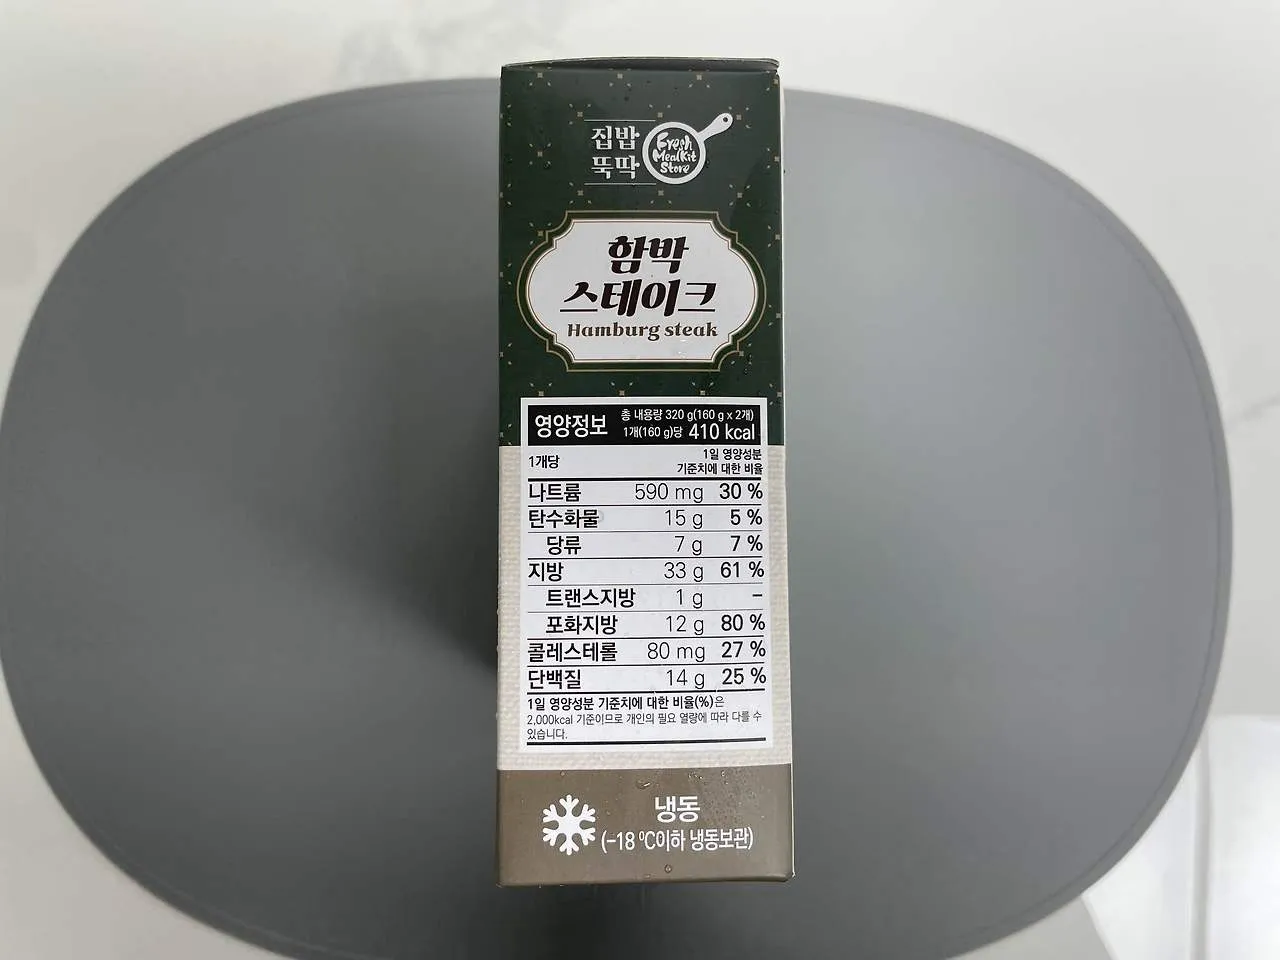 집밥
뚝딱
Fresh
MealKit
Store
함박
스테이크
Hamburg steak
영양정보
총 내용량 320 g(160 g x 2개)
1개(160 g)당 410 kcal
1개당
1일 영양성분
기준치에 대한 비율
나트륨 590 mg 30 %
탄수화물 15 g 5 %
당류 7 g 7 %
지방 33 g 61 %
트랜스지방 1 g –
포화지방 12 g 80 %
콜레스테롤 80 mg 27 %
단백질 14 g 25 %
1일 영양성분 기준치에 대한 비율(%)은
2,000kcal 기준이므로 개인의 필요 열량에 따라 다를 수
있습니다.
냉동
(–18 ℃이하 냉동보관)